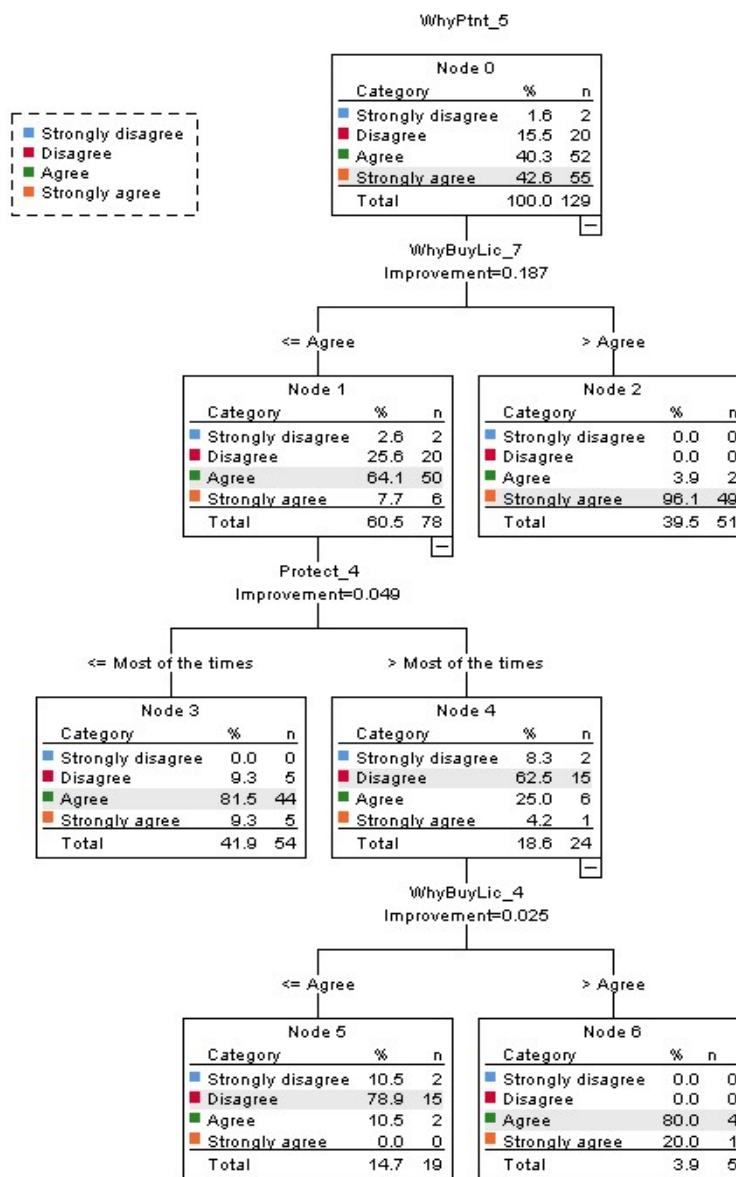 WhyPtnt_5
Strongly disagree
Disagree
Agree
Strongly agree
Node 0
Category % n
Strongly disagree 1.6 2
Disagree 15.5 20
Agree 40.3 52
Strongly agree 42.6 55
Total 100.0 129
WhyBuyLic_7
Improvement=0.187
<= Agree
> Agree
Node 1
Category % n
Strongly disagree 2.6 2
Disagree 25.6 20
Agree 64.1 50
Strongly agree 7.7 6
Total 60.5 78
Node 2
Category % n
Strongly disagree 0.0 0
Disagree 0.0 0
Agree 3.9 2
Strongly agree 96.1 49
Total 39.5 51
Protect_4
Improvement=0.049
<= Most of the times
> Most of the times
Node 3
Category % n
Strongly disagree 0.0 0
Disagree 9.3 5
Agree 81.5 44
Strongly agree 9.3 5
Total 41.9 54
Node 4
Category % n
Strongly disagree 8.3 2
Disagree 62.5 15
Agree 25.0 6
Strongly agree 4.2 1
Total 18.6 24
WhyBuyLic_4
Improvement=0.025
<= Agree
> Agree
Node 5
Category % n
Strongly disagree 10.5 2
Disagree 78.9 15
Agree 10.5 2
Strongly agree 0.0 0
Total 14.7 19
Node 6
Category % n
Strongly disagree 0.0 0
Disagree 0.0 0
Agree 80.0 4
Strongly agree 20.0 1
Total 3.9 5